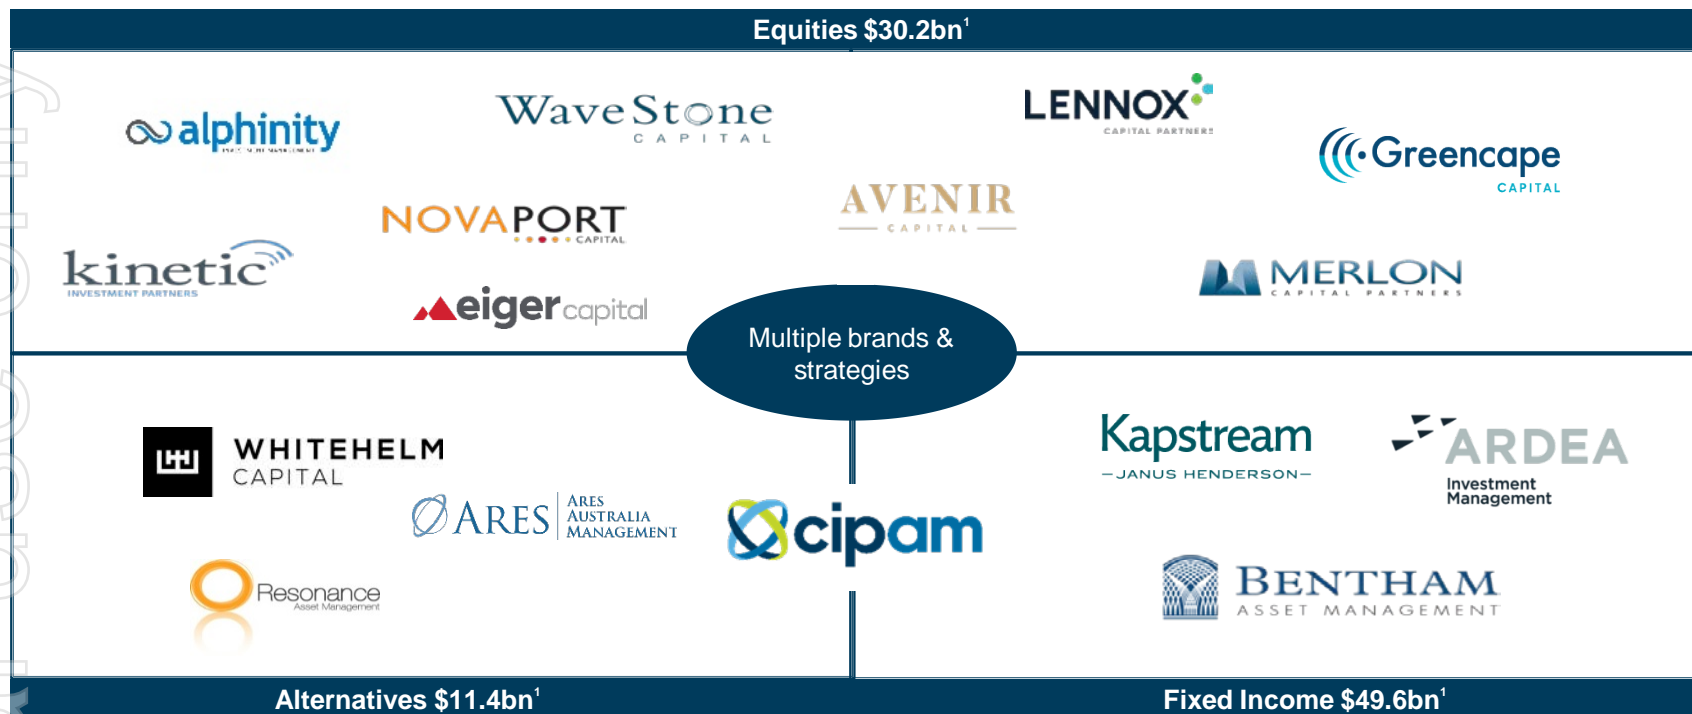 Equities $30.2bn¹
alphinity
WaveStone
CAPITAL
LENNOX
CAPITAL PARTNERS
Greencape
CAPITAL
NOVAPORT
CAPITAL
AVENIR
CAPITAL
kinetic
INVESTMENT PARTNERS
eiger capital
MERLON
CAPITAL PARTNERS
Multiple brands &
strategies
WHITEHELM
CAPITAL
ARES
ARES
AUSTRALIA
MANAGEMENT
cipam
Kapstream
–JANUS HENDERSON–
ARDEA
Investment
Management
Resonance
Asset Management
BENTHAM
ASSET MANAGEMENT
Alternatives $11.4bn¹
Fixed Income $49.6bn¹